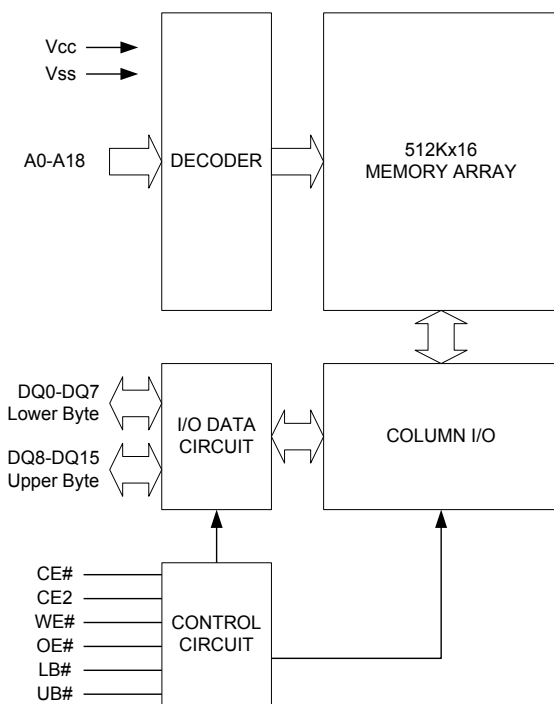 Vcc
Vss
A0-A18
DECODER
512Kx16
MEMORY ARRAY
DQ0-DQ7
Lower Byte
DQ8-DQ15
Upper Byte
I/O DATA
CIRCUIT
COLUMN I/O
CE#
CE2
WE#
OE#
LB#
UB#
CONTROL
CIRCUIT